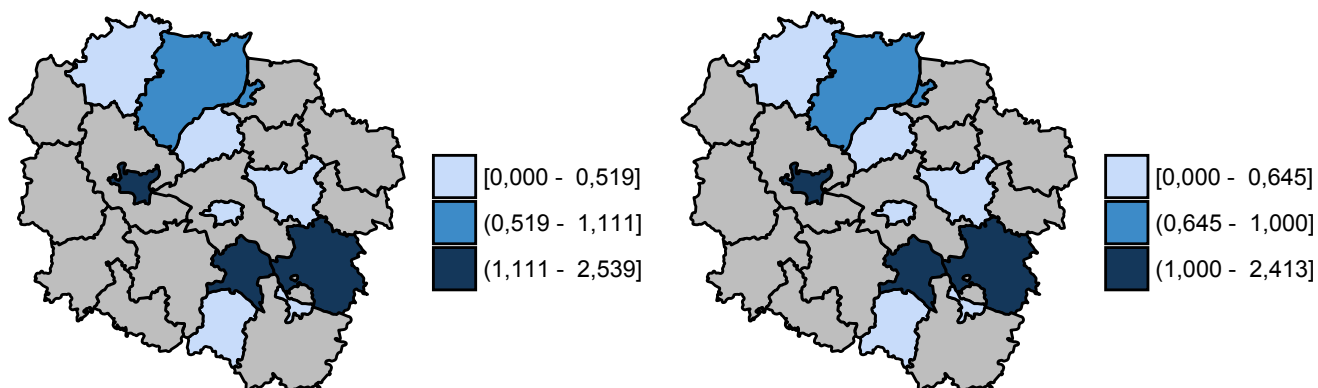 [0,000 - 0,519]
(0,519 - 1,111]
(1,111 - 2,539]
[0,000 - 0,645]
(0,645 - 1,000]
(1,000 - 2,413]